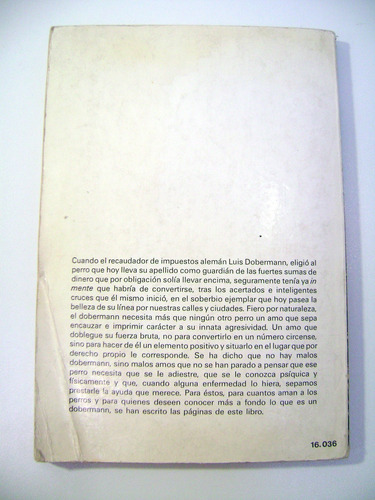 Cuando el recaudador de impuestos alemán Luis Dobermann, eligió al
perro que hoy lleva su apellido como guardián de las fuertes sumas de
dinero que por obligación solía llevar encima, seguramente tenía ya in
mente que habría de convertirse, tras los acertados e inteligentes
cruces que él mismo inició, en el soberbio ejemplar que hoy pasea la
belleza de su línea por nuestras calles y ciudades. Fiero por naturaleza,
el dobermann necesita más que ningún otro perro un amo que sepa
encauzar e imprimir carácter a su innata agresividad. Un amo que
doblegue su fuerza bruta, no para convertirlo en un número circense,
sino para hacer de él un elemento positivo y situarlo en el lugar que por
derecho propio le corresponde. Se ha dicho que no hay malos
dobermann, sino malos amos que no se han parado a pensar que ese
perro necesita que se le adiestre, que se le conozca psíquica y
físicamente y que, cuando alguna enfermedad lo hiera, sepamos
prestarle la ayuda que merece. Para éstos, para cuantos aman a los
perros y para quienes deseen conocer más a fondo lo que es un
dobermann, se han escrito las páginas de este libro.
16.036